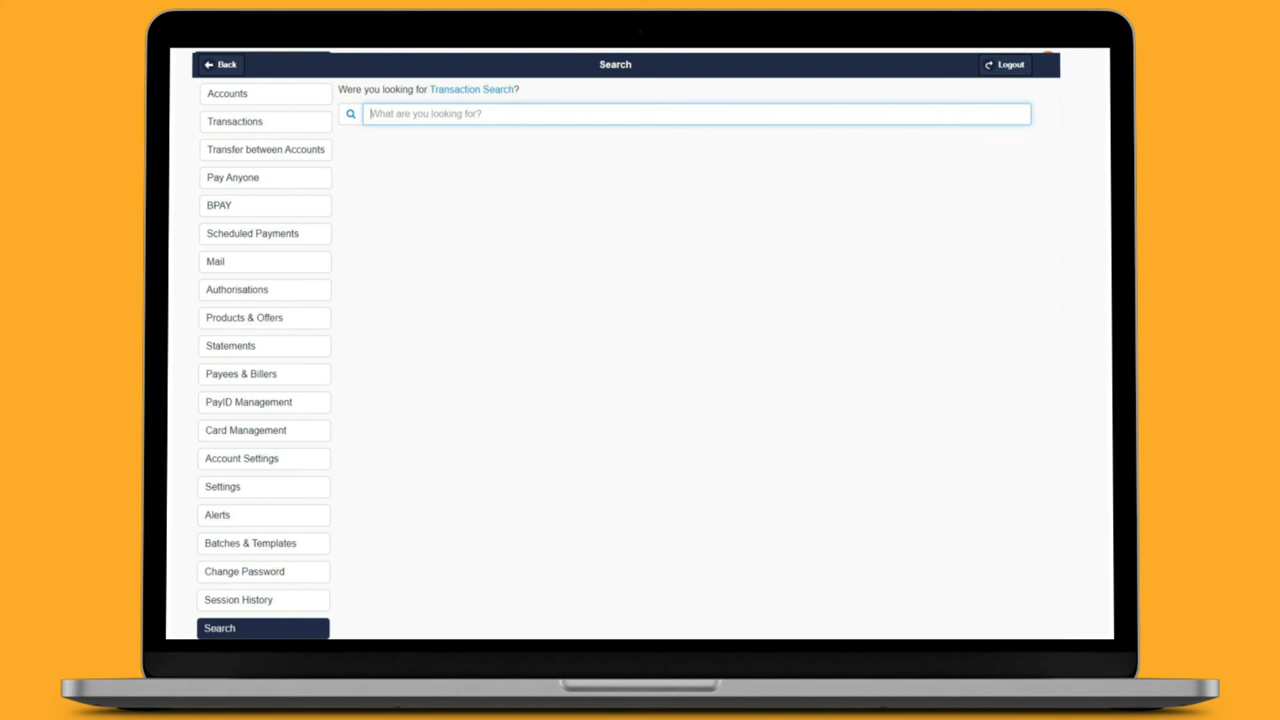 Back
Search
Logout
Accounts
Transactions
Transfer between Accounts
Pay Anyone
BPAY
Scheduled Payments
Mail
Authorisations
Products & Offers
Statements
Payees & Billers
PayID Management
Card Management
Account Settings
Settings
Alerts
Batches & Templates
Change Password
Session History
Search
Were you looking for Transaction Search?
What are you looking for?